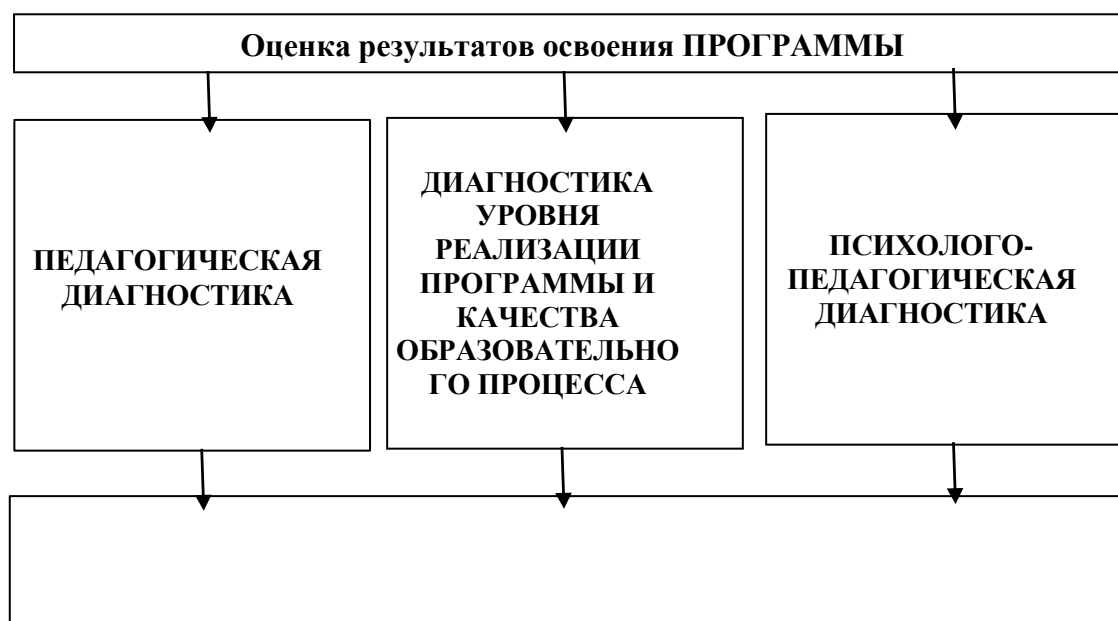 Оценка результатов освоения ПРОГРАММЫ
ПЕДАГОГИЧЕСКАЯ
ДИАГНОСТИКА
ДИАГНОСТИКА
УРОВНЯ
РЕАЛИЗАЦИИ
ПРОГРАММЫ И
КАЧЕСТВА
ОБРАЗОВАТЕЛЬНО
ГО ПРОЦЕССА
ПСИХОЛОГО-
ПЕДАГОГИЧЕСКАЯ
ДИАГНОСТИКА